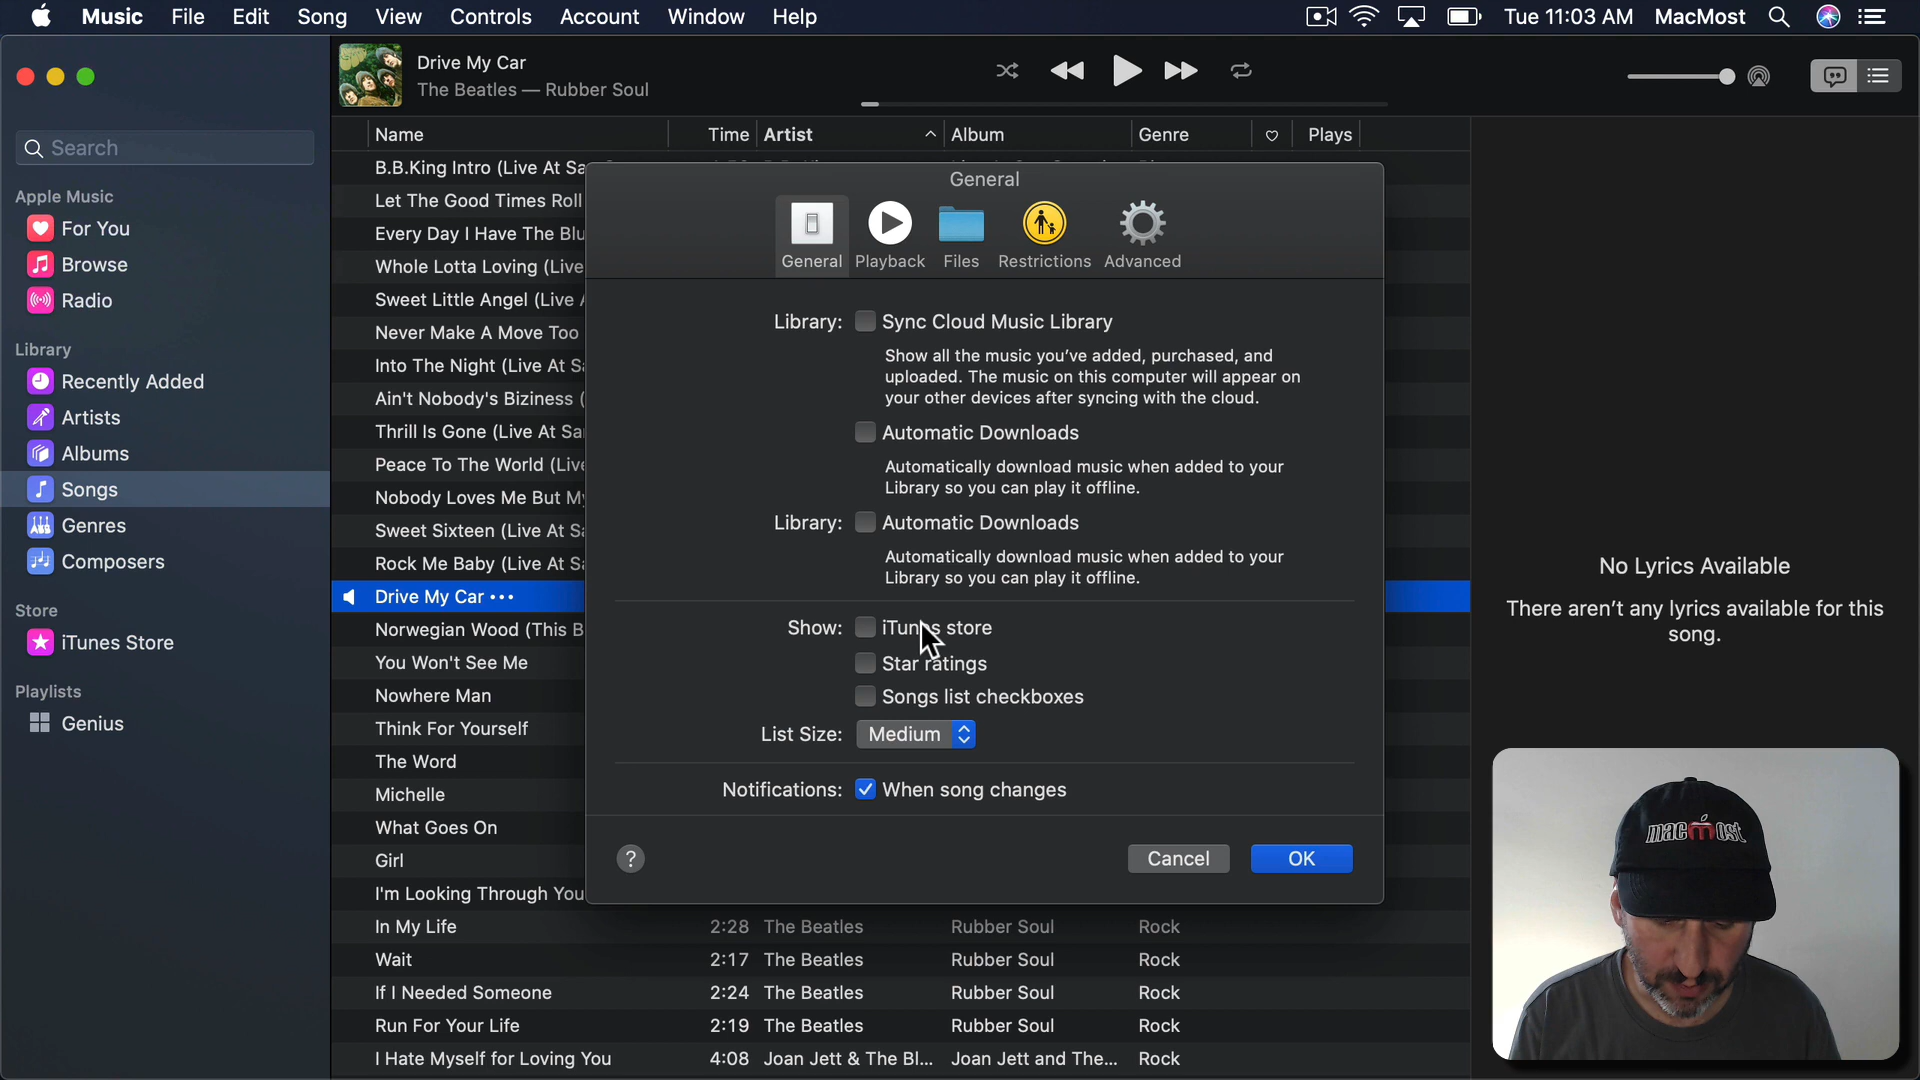 Music File Edit Song View Controls Account Window Help
Tue 11:03 AM MacMost
Drive My Car
The Beatles — Rubber Soul
Search
Apple Music
For You
Browse
Radio
Library
Recently Added
Artists
Albums
Songs
Genres
Composers
Store
iTunes Store
Playlists
Genius
Name Time Artist Album Genre Plays
B.B.King Intro (Live At Sa
Let The Good Times Roll
Every Day I Have The Blu
Whole Lotta Loving (Live
Sweet Little Angel (Live A
Never Make A Move Too
Into The Night (Live At Sa
Ain't Nobody's Biziness (
Thrill Is Gone (Live At Sa
Peace To The World (Live
Nobody Loves Me But My
Sweet Sixteen (Live At Sa
Rock Me Baby (Live At Sa
Drive My Car •••
Norwegian Wood (This B
You Won't See Me
Nowhere Man
Think For Yourself
The Word
Michelle
What Goes On
Girl
I'm Looking Through You
In My Life 2:28 The Beatles Rubber Soul Rock
Wait 2:17 The Beatles Rubber Soul Rock
If I Needed Someone 2:24 The Beatles Rubber Soul Rock
Run For Your Life 2:19 The Beatles Rubber Soul Rock
I Hate Myself for Loving You 4:08 Joan Jett & The Bl... Joan Jett and The... Rock
General
General Playback Files Restrictions Advanced
Library: Sync Cloud Music Library
Show all the music you've added, purchased, and
uploaded. The music on this computer will appear on
your other devices after syncing with the cloud.
Automatic Downloads
Automatically download music when added to your
Library so you can play it offline.
Library: Automatic Downloads
Automatically download music when added to your
Library so you can play it offline.
Show: iTunes store
Star ratings
Songs list checkboxes
List Size: Medium
Notifications: When song changes
? Cancel OK
No Lyrics Available
There aren't any lyrics available for this
song.
macmost